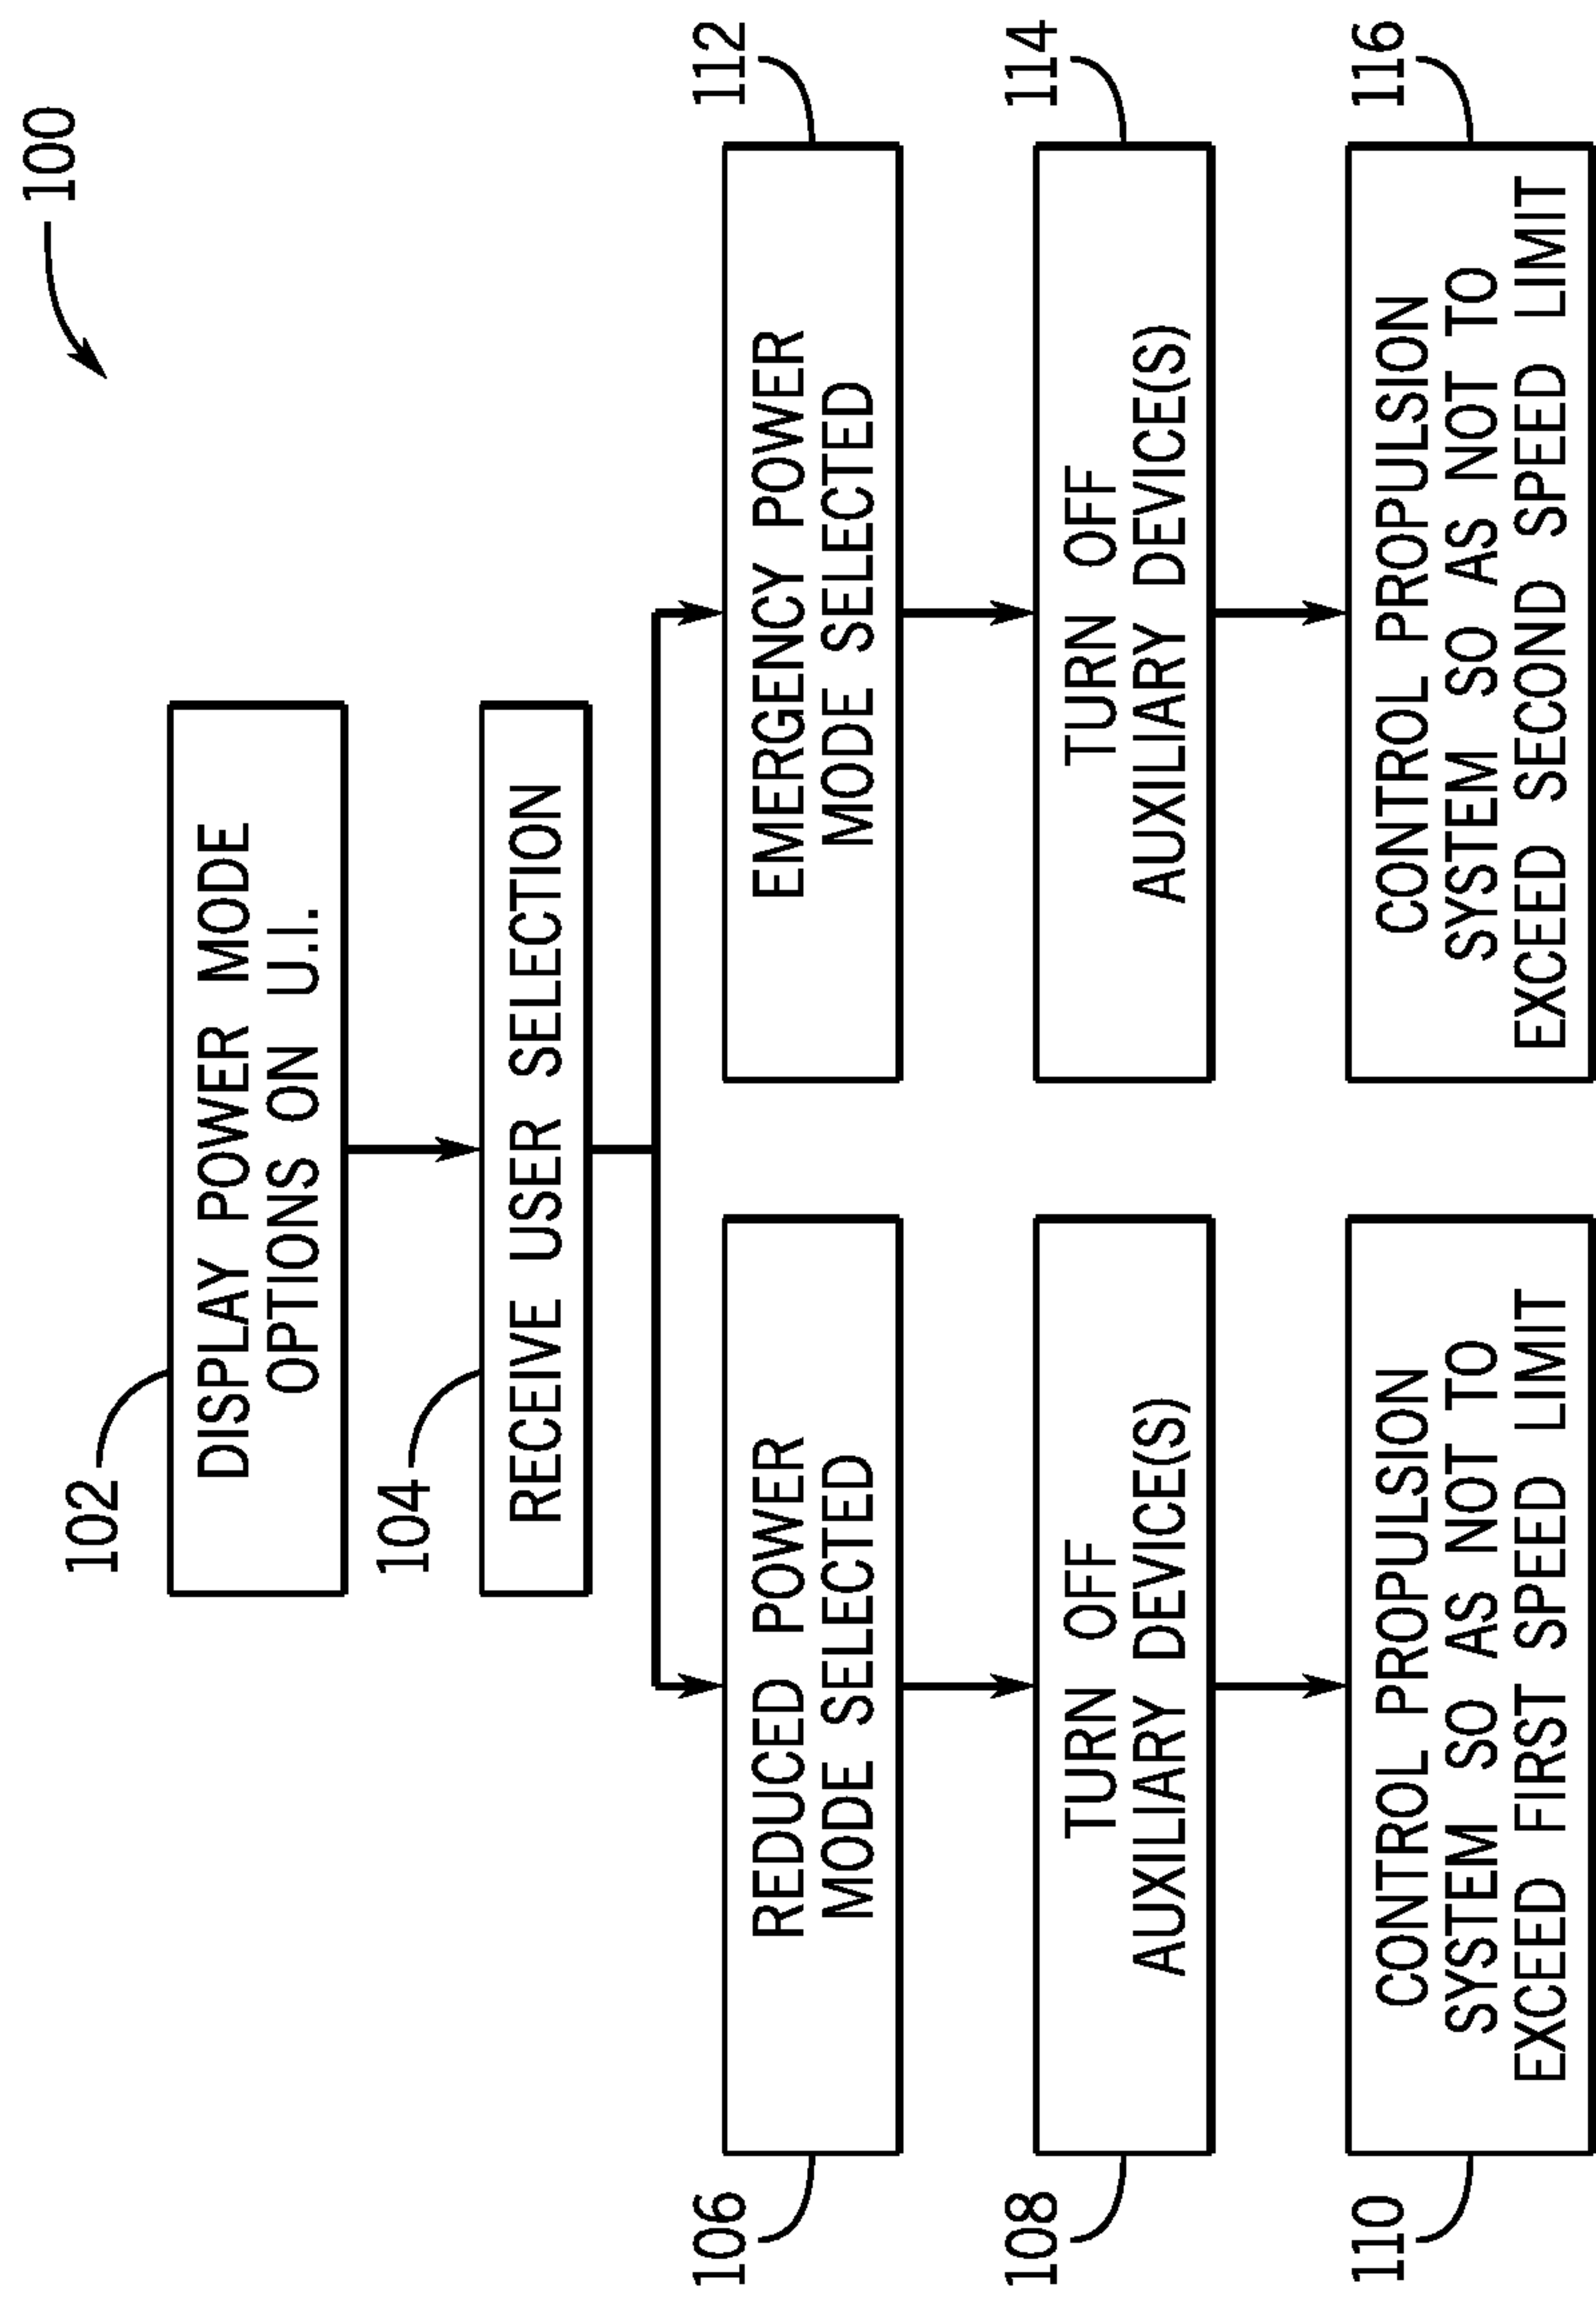 100
102
DISPLAY POWER MODE
OPTIONS ON U.I.
104
RECEIVE USER SELECTION
106
REDUCED POWER
MODE SELECTED
108
TURN OFF
AUXILIARY DEVICE(S)
110
CONTROL PROPULSION
SYSTEM SO AS NOT TO
EXCEED FIRST SPEED LIMIT
112
EMERGENCY POWER
MODE SELECTED
114
TURN OFF
AUXILIARY DEVICE(S)
116
CONTROL PROPULSION
SYSTEM SO AS NOT TO
EXCEED SECOND SPEED LIMIT